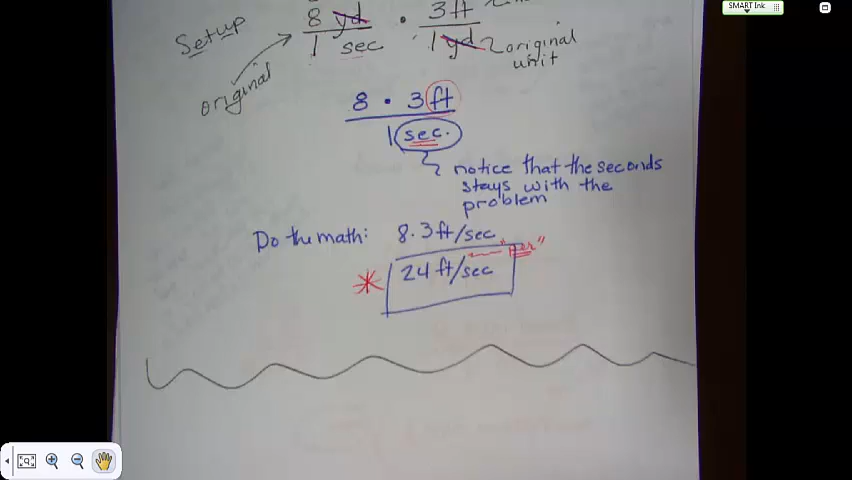 SMART Ink
8 yd • 3 ft
Setup
1 sec 1 yd
original
unit
original
8 • 3 ft
1 sec.
notice that the seconds
stays with the
problem
Do the math: 8.3 ft/sec
"per"
* 24 ft/sec